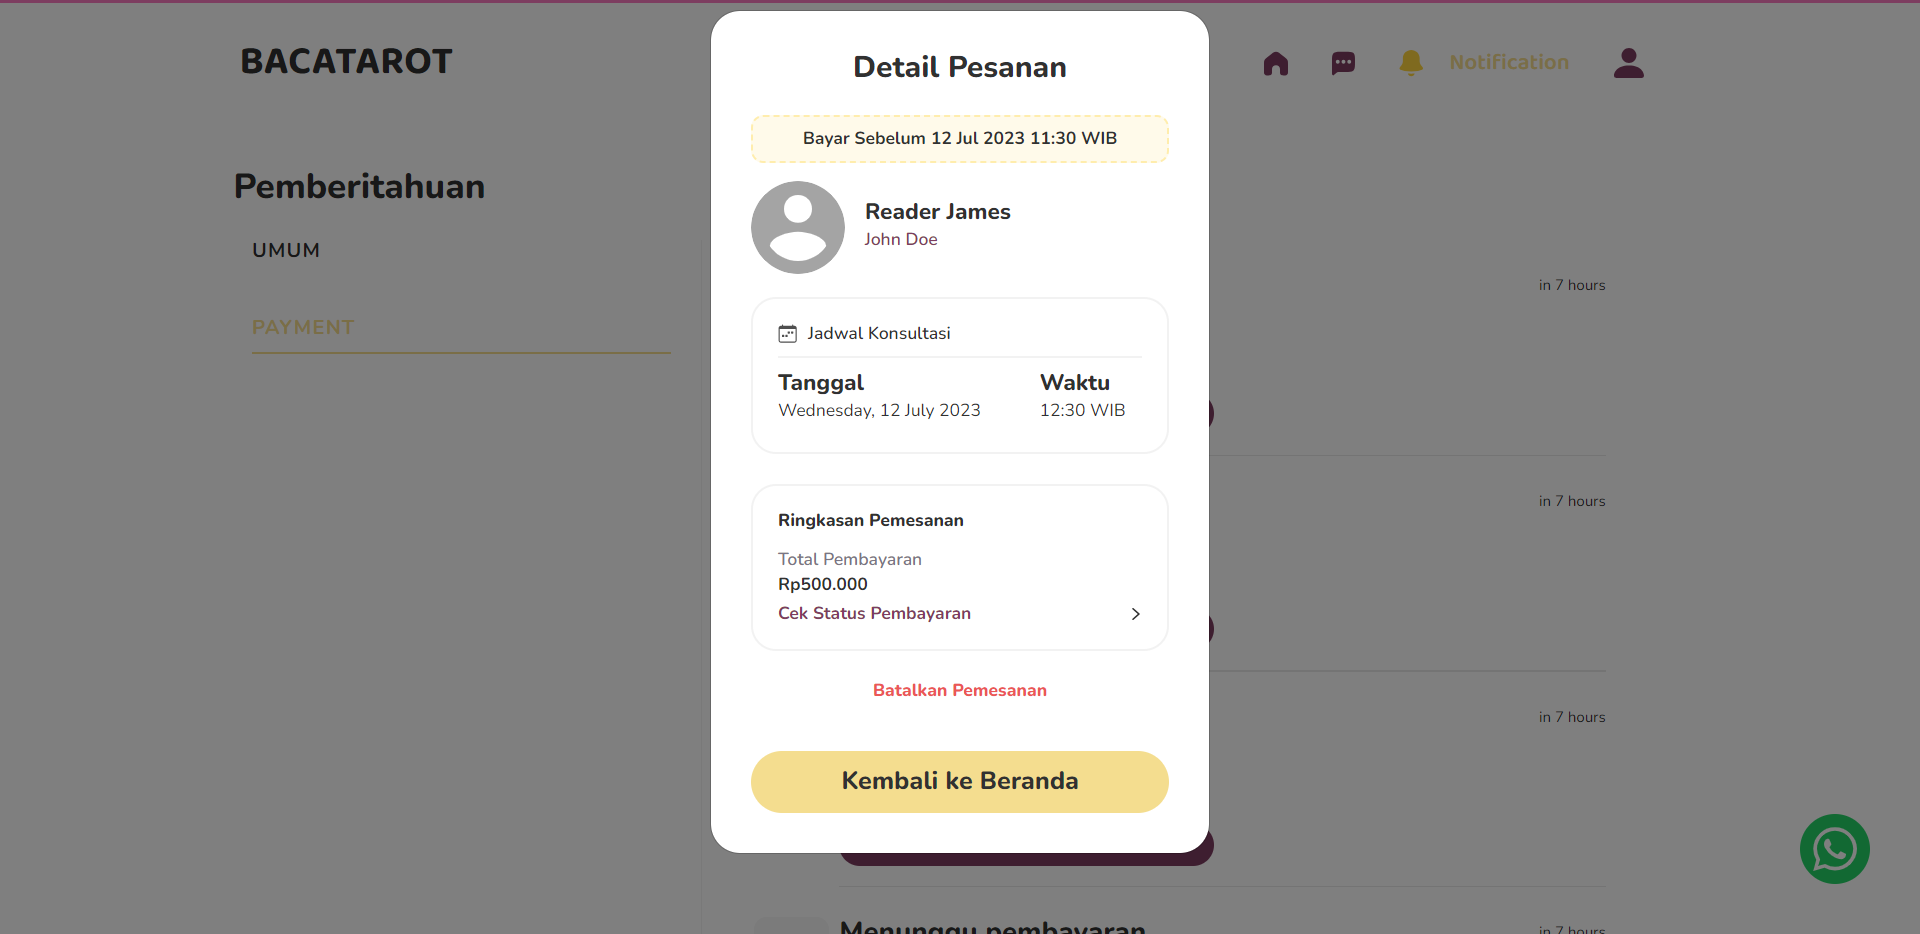 BACATAROT
Notification
Pemberitahuan
UMUM
PAYMENT
Detail Pesanan
Bayar Sebelum 12 Jul 2023 11:30 WIB
Reader James
John Doe
Jadwal Konsultasi
Tanggal
Waktu
Wednesday, 12 July 2023
12:30 WIB
Ringkasan Pemesanan
Total Pembayaran
Rp500.000
Cek Status Pembayaran
Batalkan Pemesanan
Kembali ke Beranda
in 7 hours
in 7 hours
in 7 hours
Menunggu pembayaran
in 7 hours